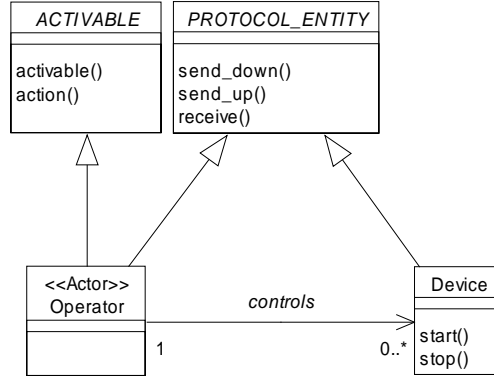 ACTIVABLE
activable()
action()
PROTOCOL_ENTITY
send_down()
send_up()
receive()
<<Actor>>
Operator
controls
1
0..*
Device
start()
stop()